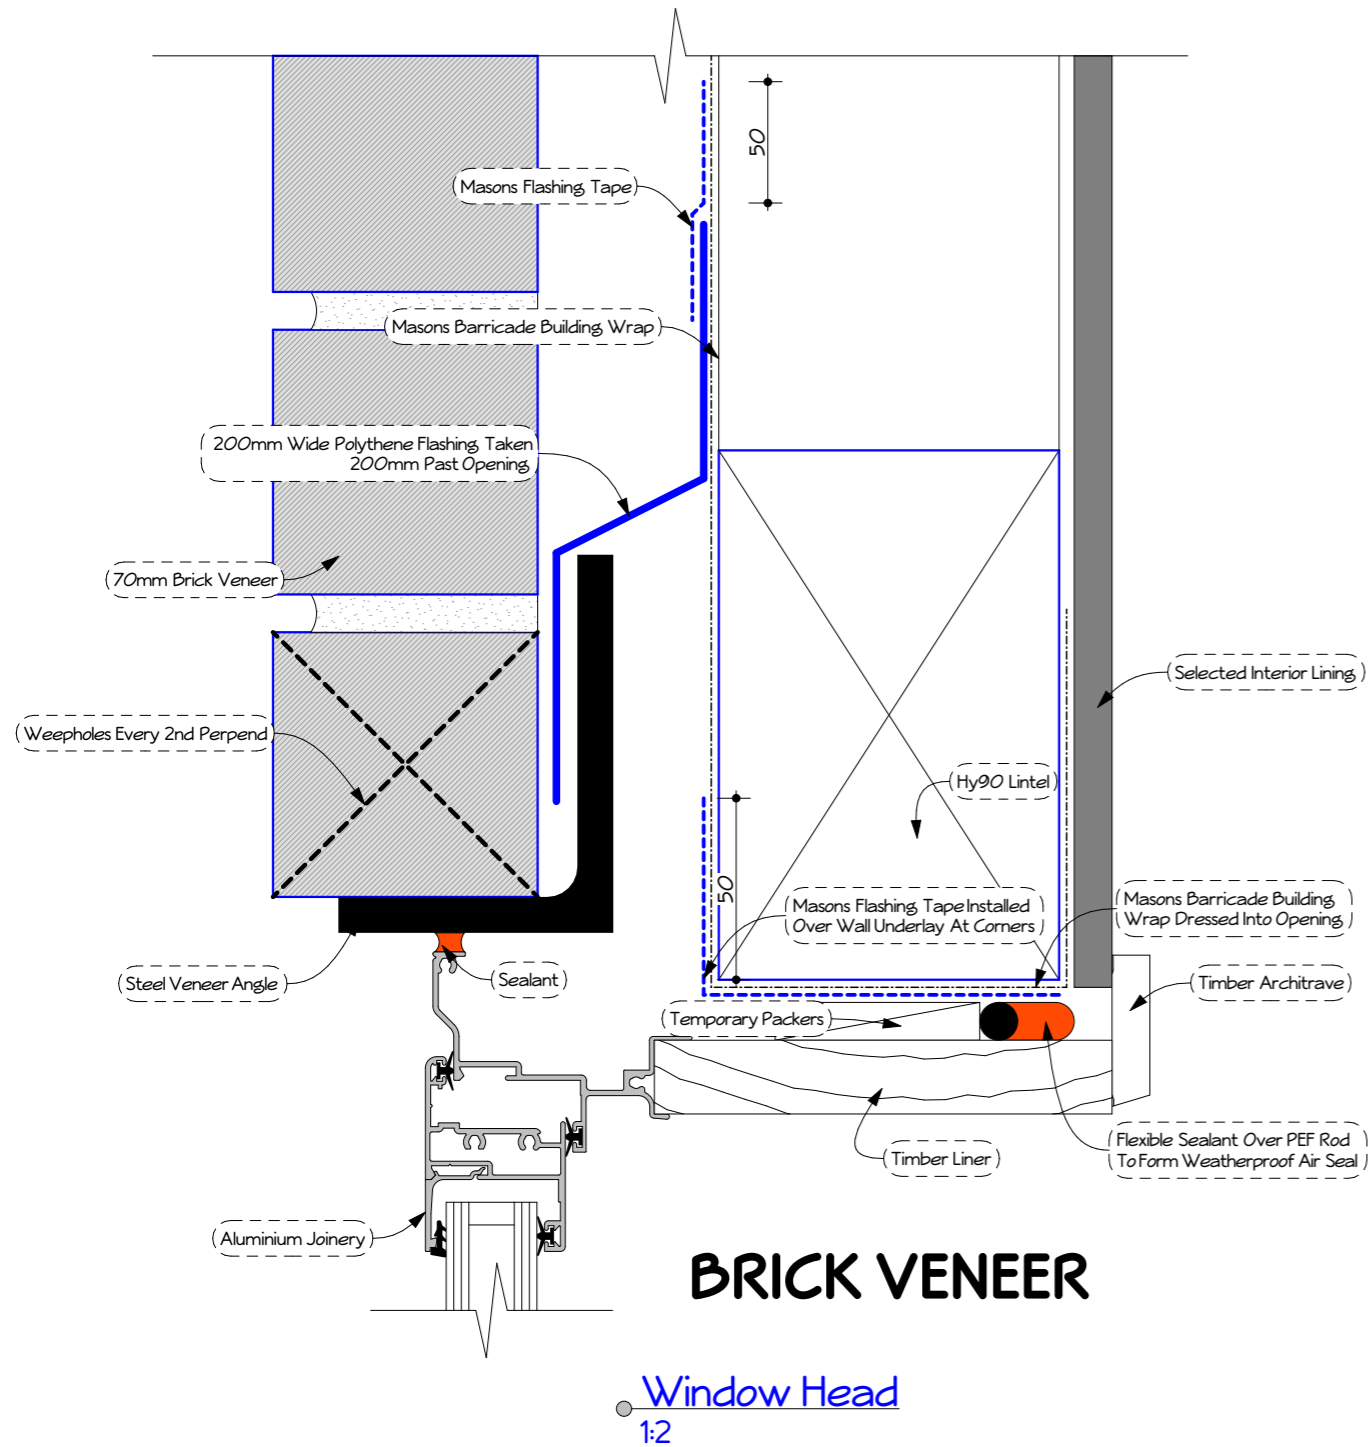 50
Masons Flashing Tape
Masons Barricade Building Wrap
200mm Wide Polythene Flashing Taken
200mm Past Opening
70mm Brick Veneer
Selected Interior Lining
Weepholes Every 2nd Perpend
Hy90 Lintel
50
Masons Flashing Tape Installed
Over Wall Underlay At Corners
Masons Barricade Building
Wrap Dressed Into Opening
Steel Veneer Angle
Sealant
Timber Architrave
Temporary Packers
Timber Liner
Flexible Sealant Over PEF Rod
To Form Weatherproof Air Seal
Aluminium Joinery
BRICK VENEER
Window Head
1:2